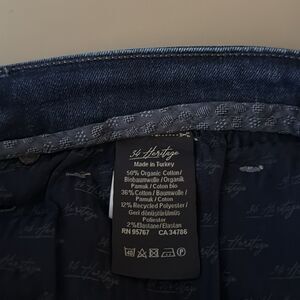 34 Heritage
Made in Turkey
50% Organic Cotton/
Biobaumwolle / Organik
Pamuk / Coton bio
36% Cotton / Baumwolle /
Pamuk / Coton
12% Recycled Polyester /
Geri dönüştürülmüş
Poliester
2% Elastane/Elastan
RN 95767 CA 34786